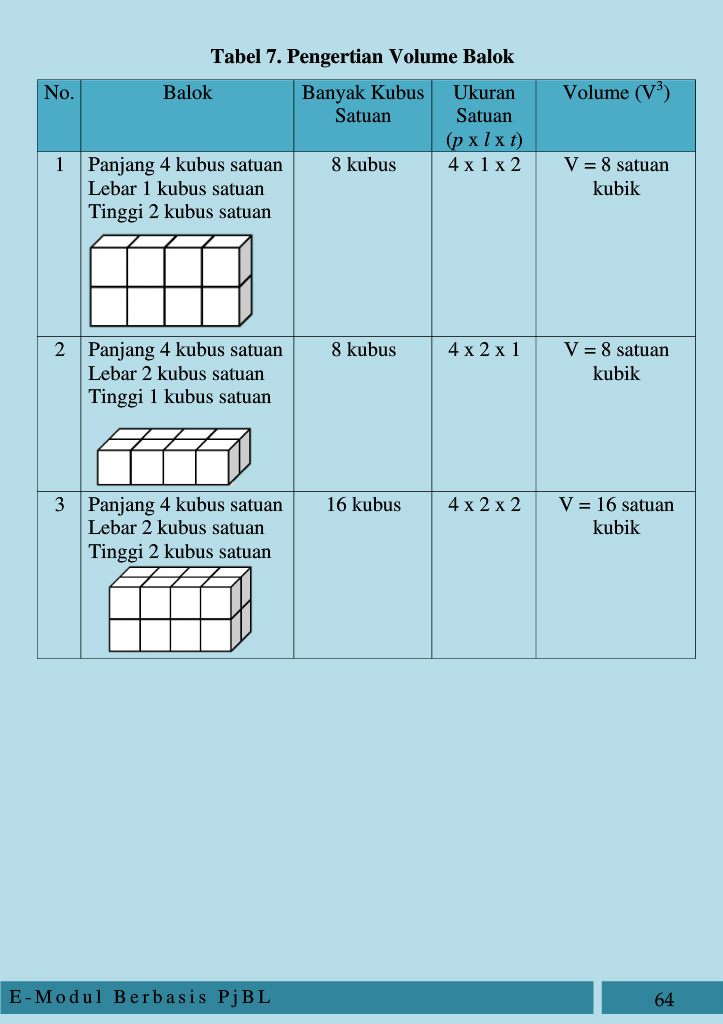 Tabel 7. Pengertian Volume Balok
No. Balok Banyak Kubus Satuan Ukuran Satuan (p x l x t) Volume (V³)
1 Panjang 4 kubus satuan 8 kubus 4 x 1 x 2 V = 8 satuan
Lebar 1 kubus satuan kubik
Tinggi 2 kubus satuan
2 Panjang 4 kubus satuan 8 kubus 4 x 2 x 1 V = 8 satuan
Lebar 2 kubus satuan kubik
Tinggi 1 kubus satuan
3 Panjang 4 kubus satuan 16 kubus 4 x 2 x 2 V = 16 satuan
Lebar 2 kubus satuan kubik
Tinggi 2 kubus satuan
E-Modul Berbasis PjBL 64